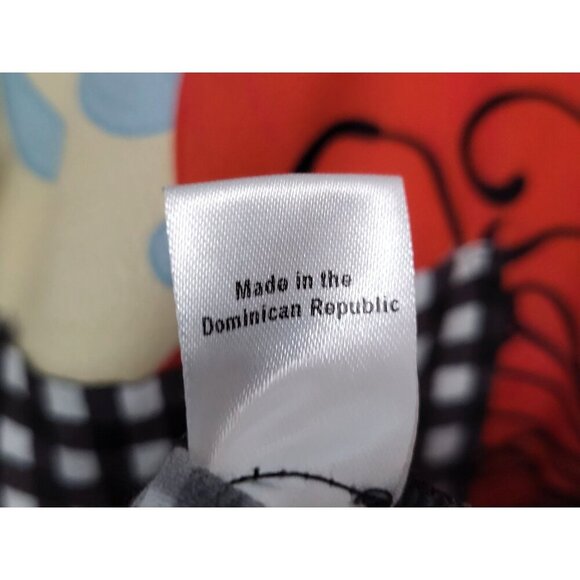 Made in the
Dominican Republic